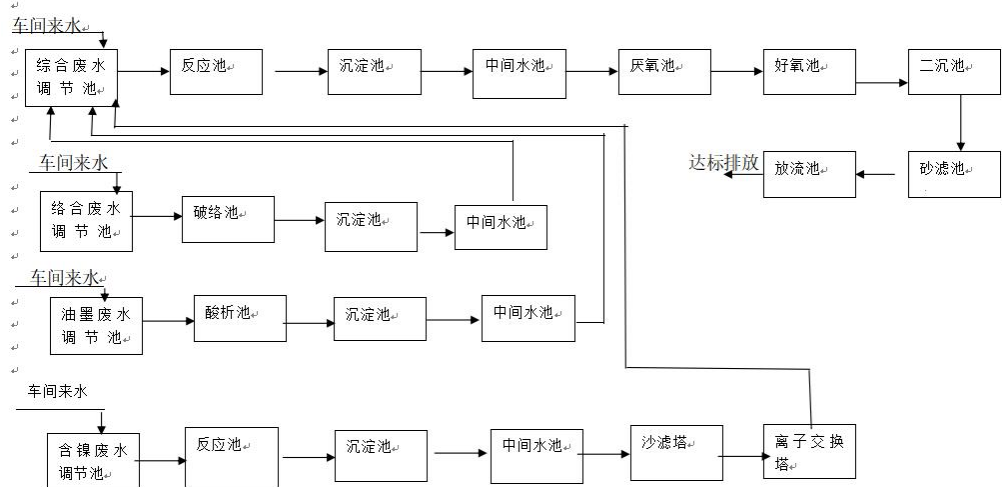 车间来水
综合废水
调节池
反应池
沉淀池
中间水池
厌氧池
好氧池
二沉池
车间来水
达标排放
放流池
砂滤池
络合废水
调节池
破络池
沉淀池
中间水池
车间来水
油墨废水
调节池
酸析池
沉淀池
中间水池
车间来水
含镍废水
调节池
反应池
沉淀池
中间水池
沙滤塔
离子交换
塔